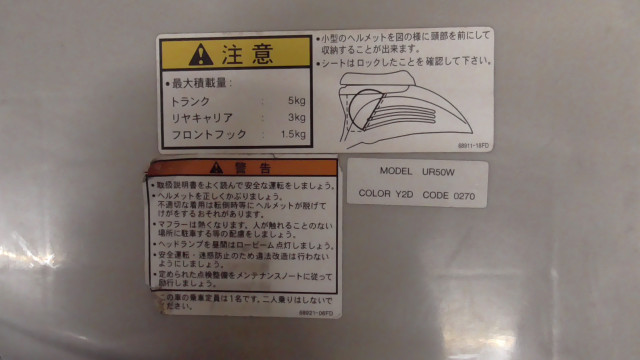 注意
・最大積載量：
トランク : 5kg
リヤキャリア : 3kg
フロントフック : 1.5kg
・小型のヘルメットを図の様に頭部を前にして
収納することが出来ます。
・シートはロックしたことを確認して下さい。
68611-16FD
警告
・取扱説明書をよく読んで安全な運転をしましょう。
・ヘルメットを正しくかぶりましょう。
不適切な着用は転倒時等にヘルメットが脱げて
けがをするおそれがあります。
・マフラーは熱くなります。人が触れることのない
場所に駐車する等の配慮をしましょう。
・ヘッドランプを昼間はロービーム点灯しましょう。
・安全運転・迷惑防止のため違法改造は行わない
ようにしましょう。
・定められた点検整備をメンテナンスノートに従って
励行しましょう。
この車の乗車定員は1名です。二人乗りはしないで
ください。
68621-06FD
MODEL UR50W
COLOR Y2D CODE 0270